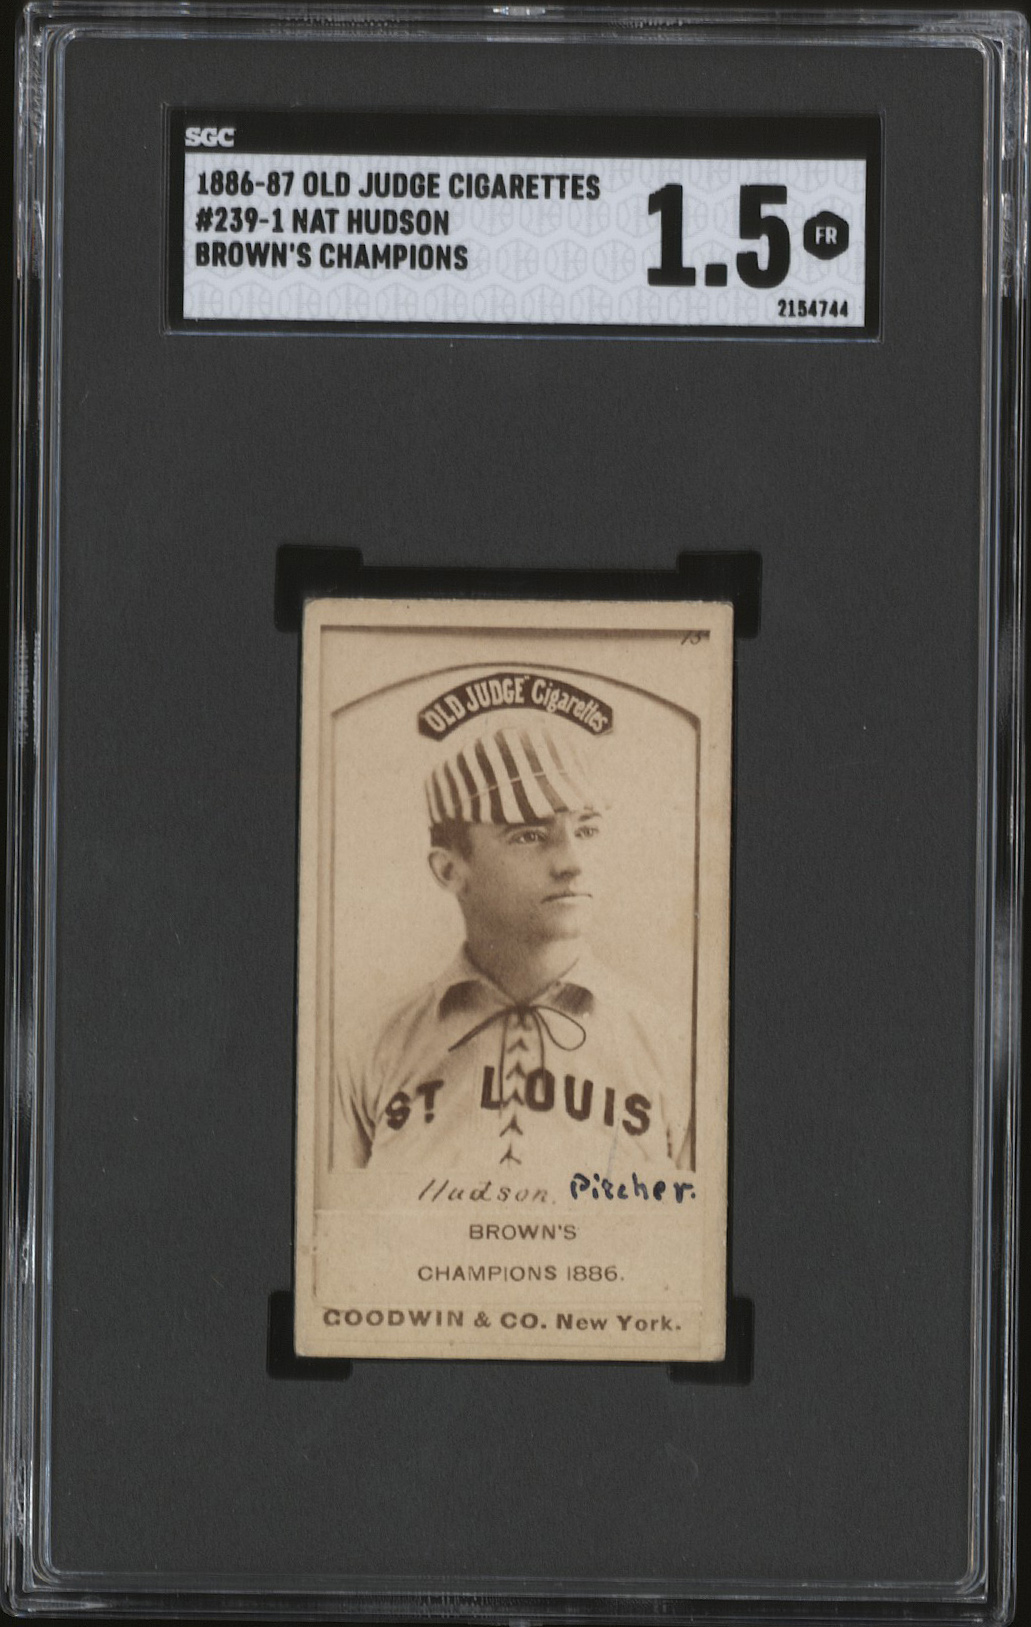 SGC
1886-87 OLD JUDGE CIGARETTES
#239-1 NAT HUDSON
BROWN'S CHAMPIONS
1.5 FR
2154744
15
OLD JUDGE Cigarettes
ST LOUIS
Hudson. Pitcher.
BROWN'S
CHAMPIONS 1886.
GOODWIN & CO. New York.